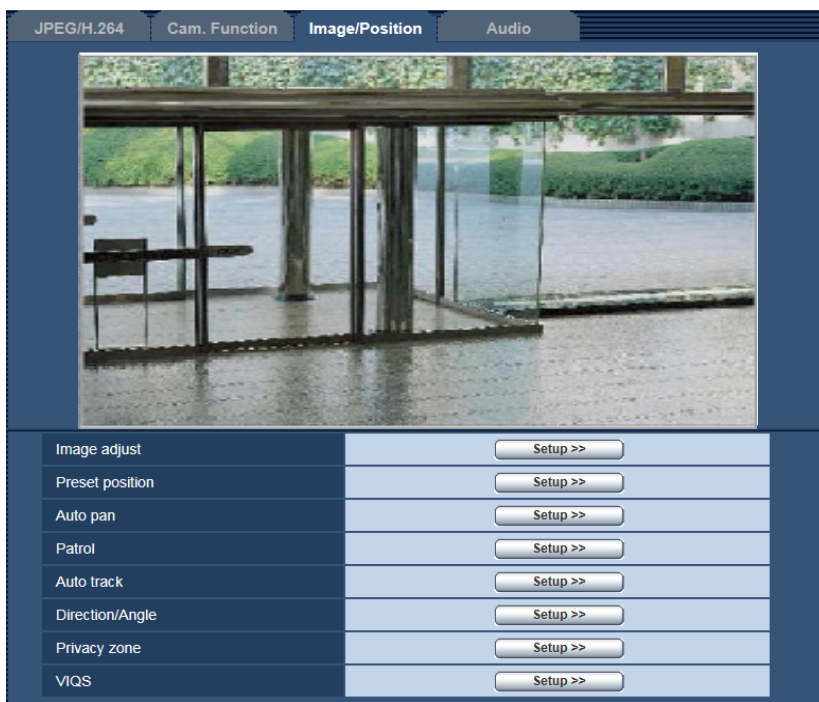 JPEG/H.264 Cam. Function Image/Position Audio
Image adjust Setup >>
Preset position Setup >>
Auto pan Setup >>
Patrol Setup >>
Auto track Setup >>
Direction/Angle Setup >>
Privacy zone Setup >>
VIQS Setup >>